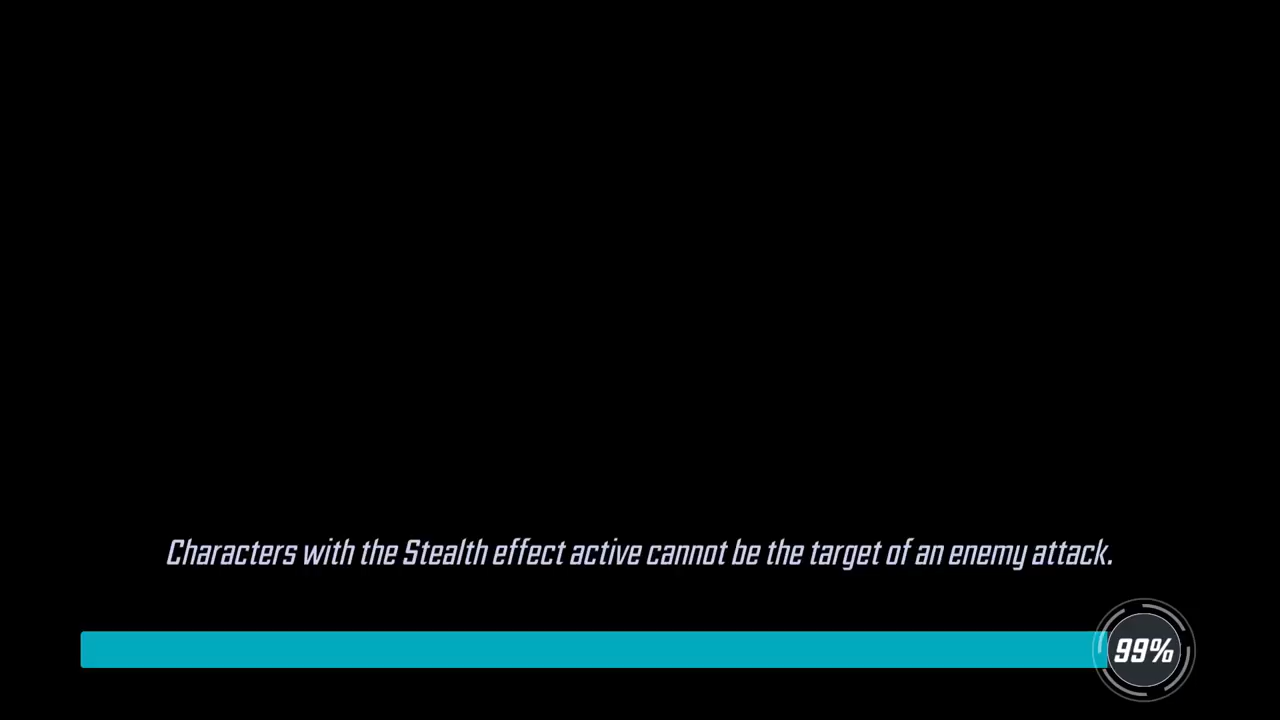 Characters with the Stealth effect active cannot be the target of an enemy attack.
99%